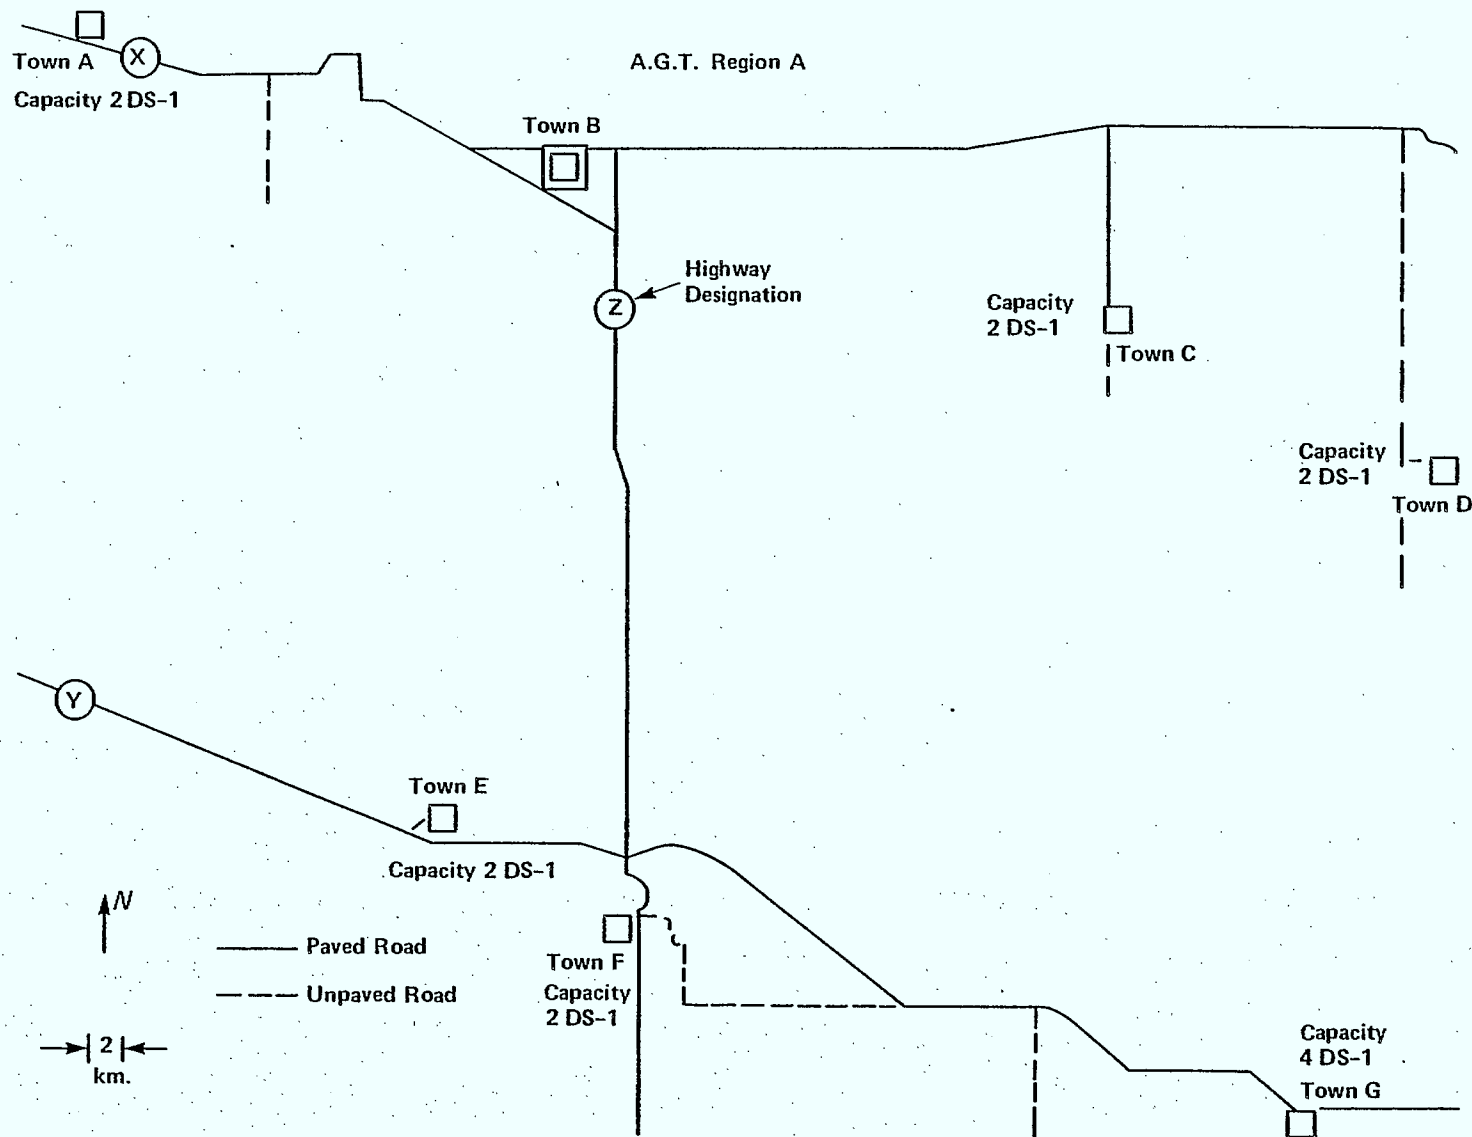 Town A
X
Capacity 2 DS-1
A.G.T. Region A
Town B
Highway
Designation
Z
Capacity
2 DS-1
Town C
Capacity
2 DS-1
Town D
Y
Town E
Capacity 2 DS-1
N
Paved Road
Unpaved Road
Town F
Capacity
2 DS-1
2
km.
Capacity
4 DS-1
Town G